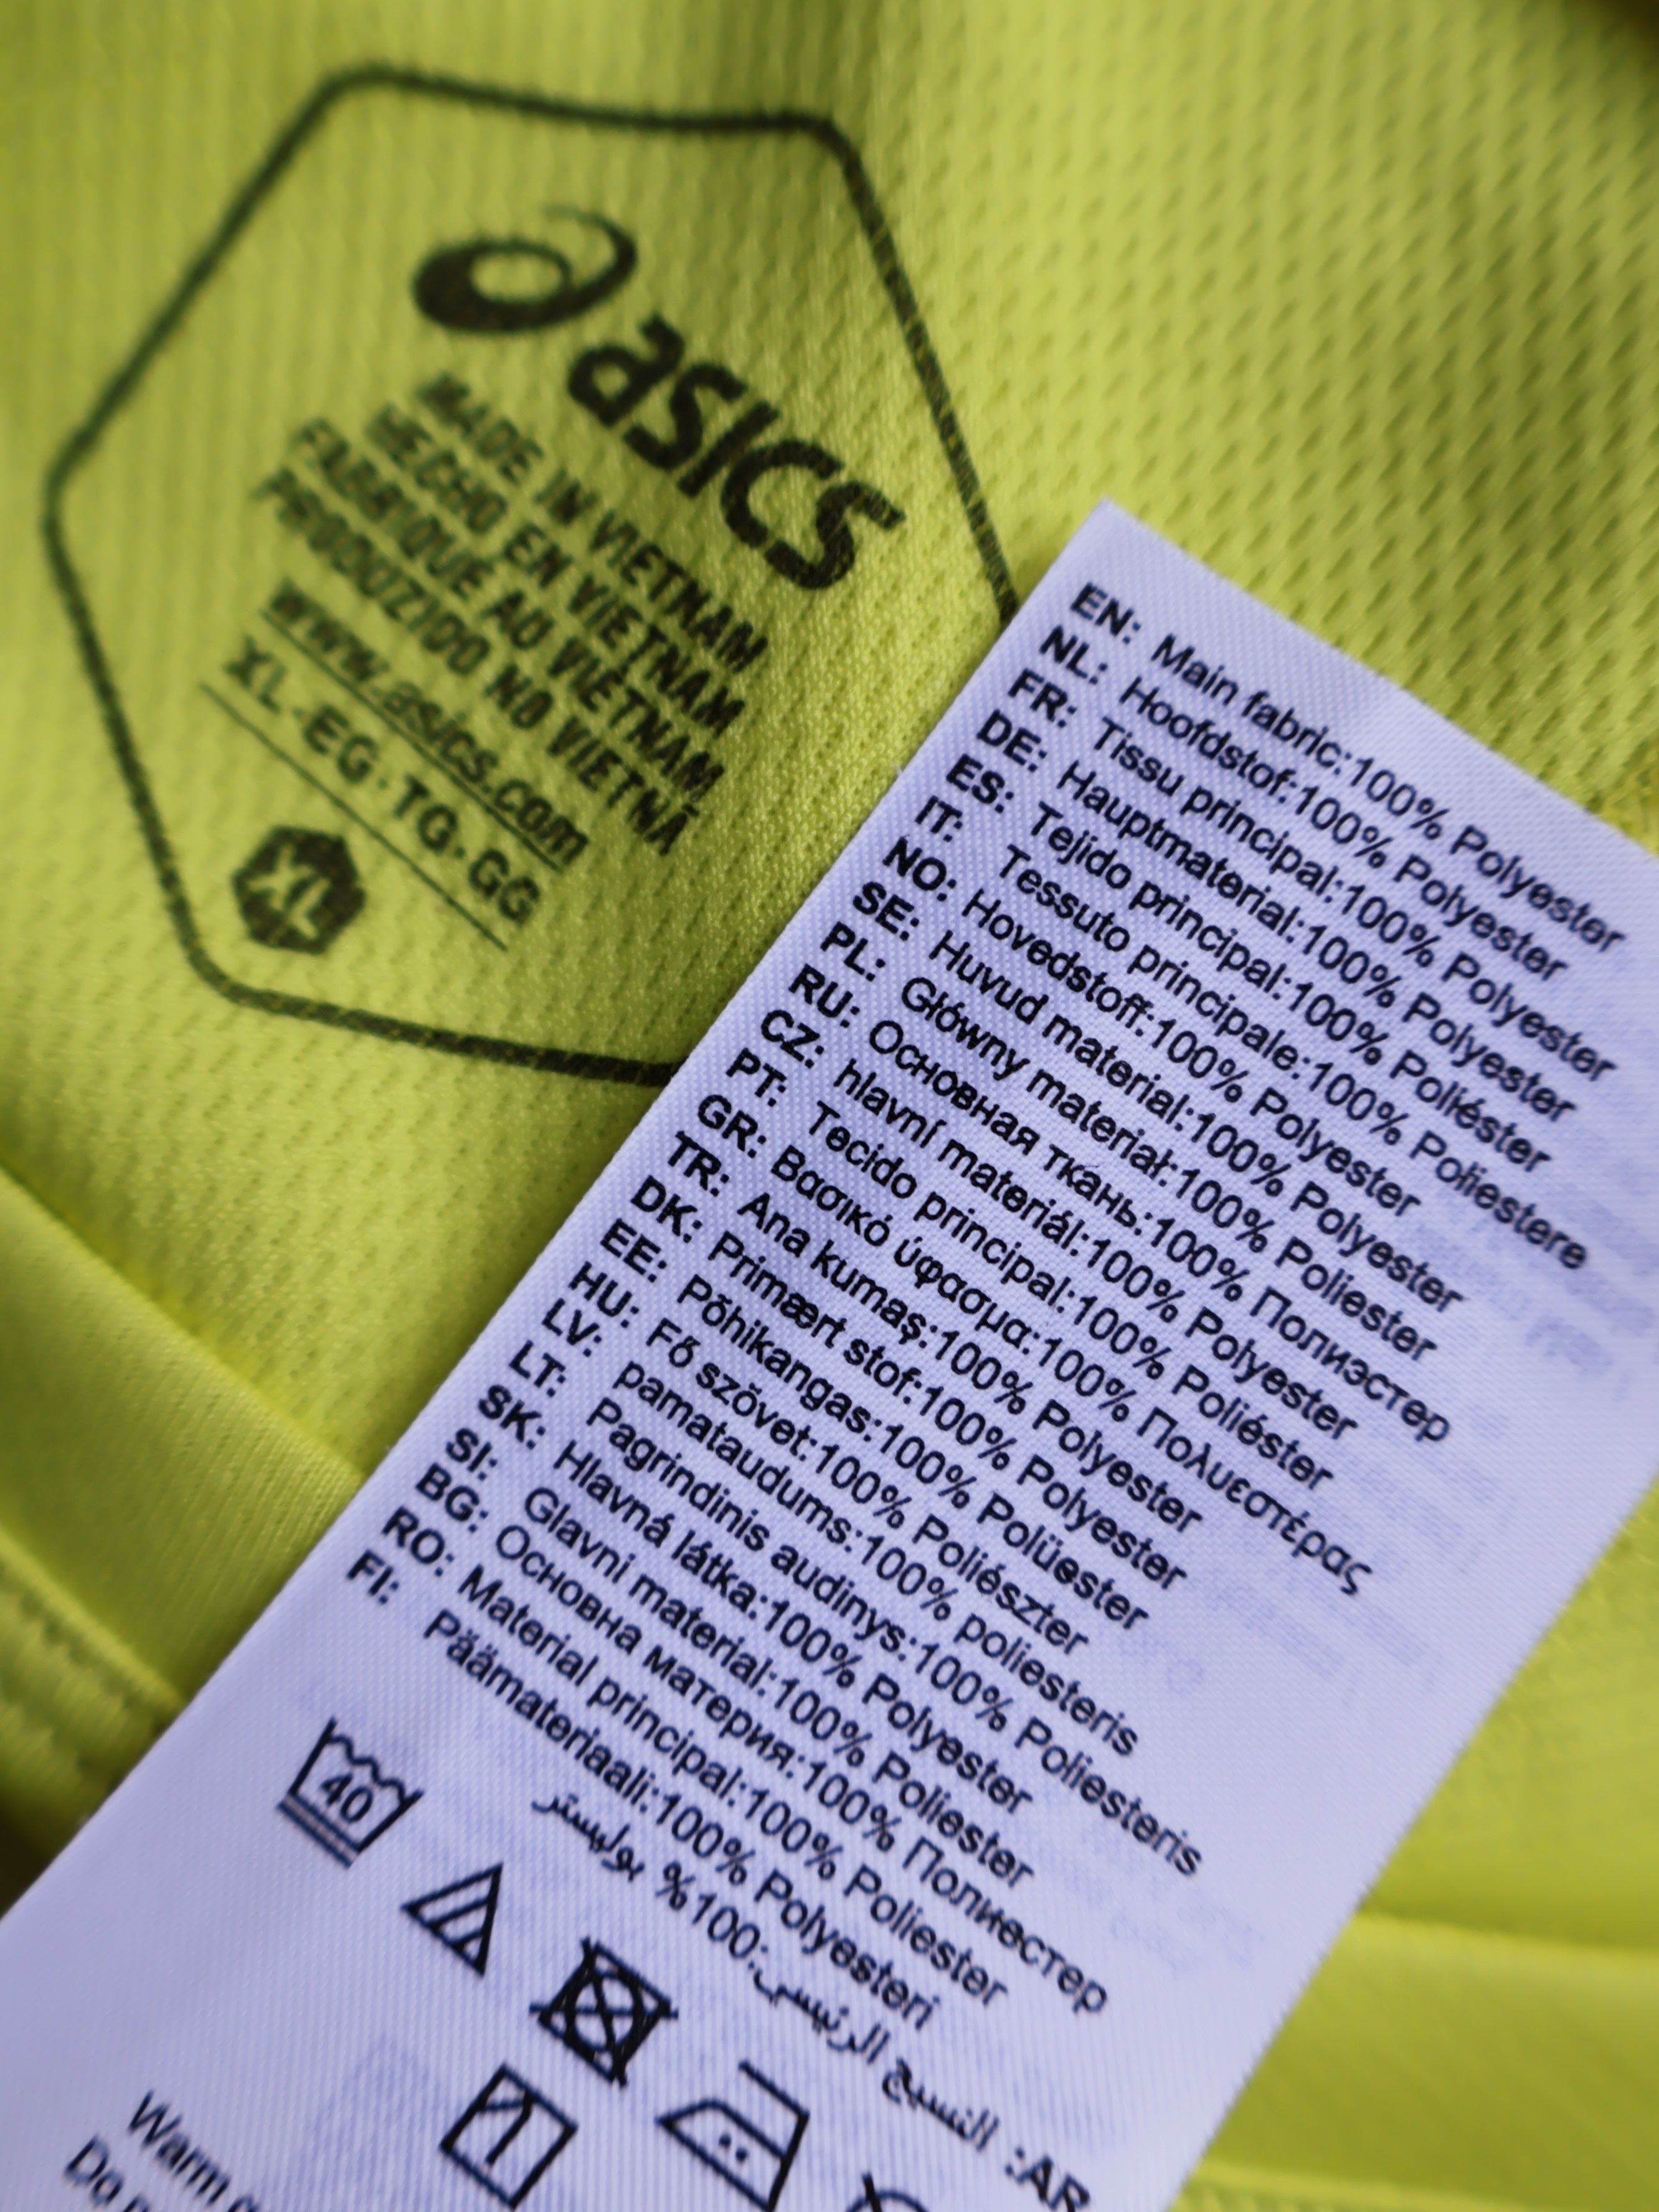 asics
MADE IN VIETNAM
HECHO EN VIETNAM
FABRIQUE AU VIETNAM
PRODUZIDO NO VIETNÃ
www.asics.com
XL·EG·TG·GG
XL
EN: Main fabric:100% Polyester
NL: Hoofdstof:100% Polyester
FR: Tissu principal:100% Polyester
DE: Hauptmaterial:100% Polyester
ES: Tejido principal:100% Poliéster
IT: Tessuto principale:100% Poliestere
NO: Hovedstoff:100% Polyester
SE: Huvud material:100% Polyester
PL: Główny materiał:100% Poliester
RU: Основная ткань:100% Полиэстер
CZ: hlavní materiál:100% Polyester
PT: Tecido principal:100% Poliéster
GR: Βασικό ύφασμα:100% Πολυεστέρας
TR: Ana kumaş:100% Polyester
DK: Primært stof:100% Polyester
EE: Põhikangas:100% Polüester
HU: Fő szövet:100% Poliészter
LV: pamataudums:100% poliesteris
LT: Pagrindinis audinys:100% Poliesteris
SK: Hlavná látka:100% Polyester
SI: Glavni material:100% Poliester
BG: Основна материя:100% Полиестер
RO: Material principal:100% Poliester
FI: Päämateriaali:100% Polyesteri
AR: النسيج الرئيسي:100% بوليستر
40
Warm
Do